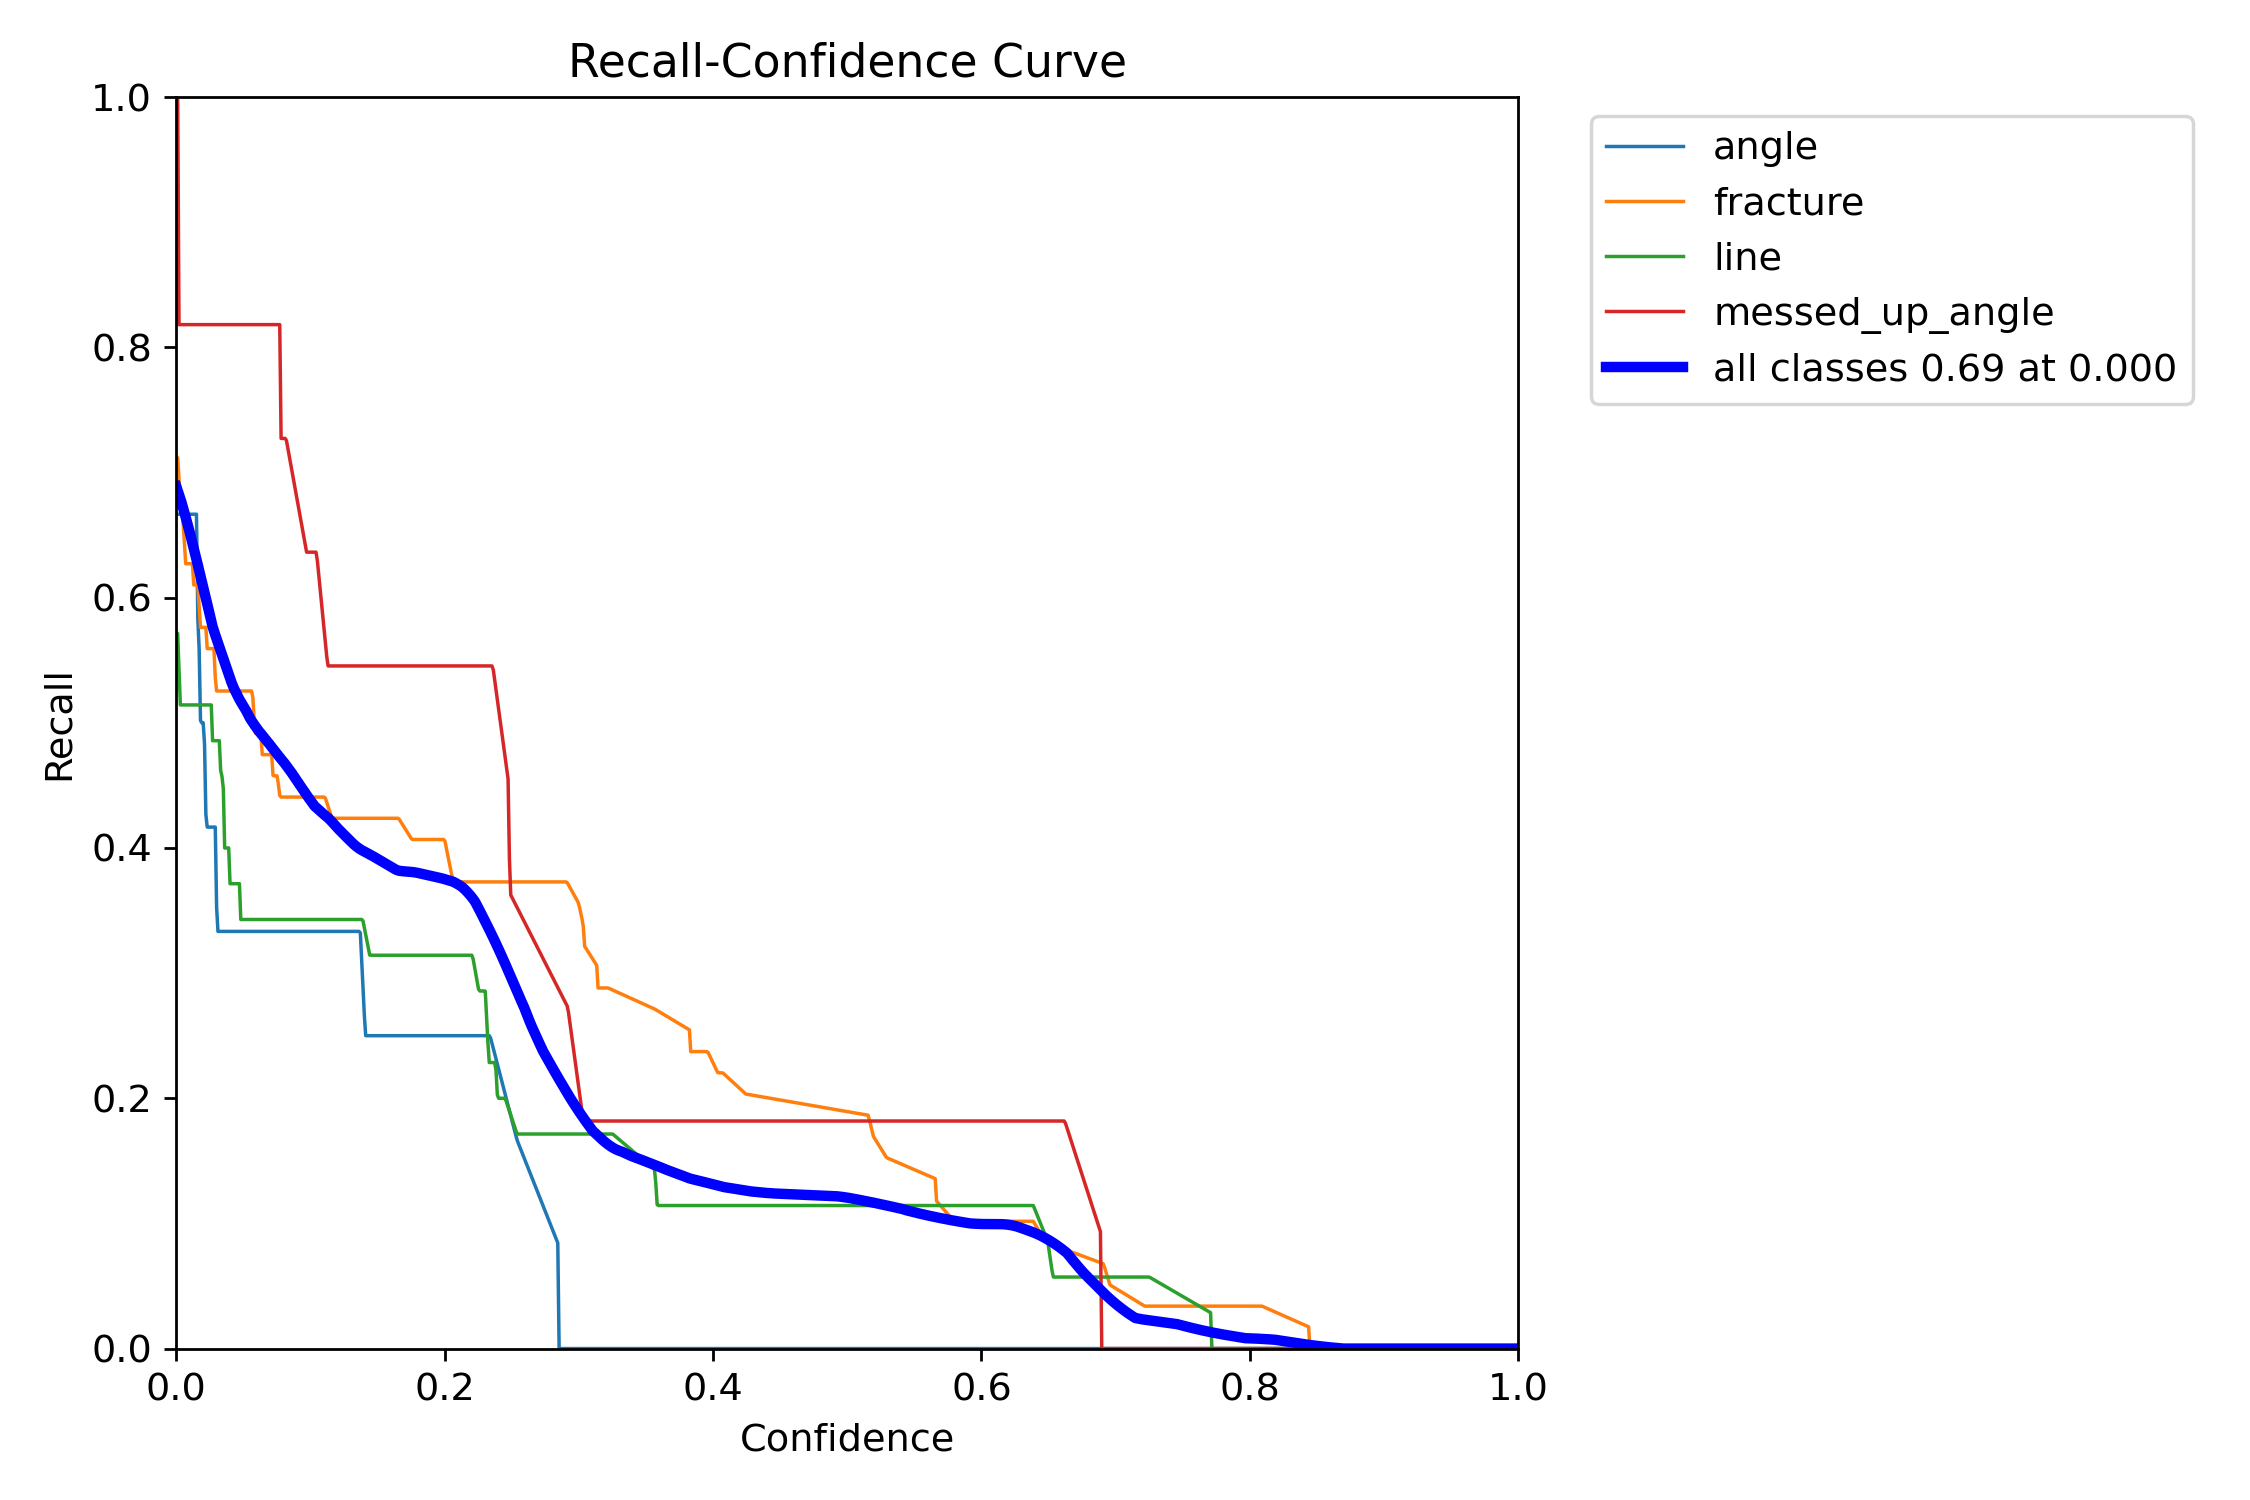 Recall-Confidence Curve
1.0
0.8
0.6
0.4
0.2
0.0
Recall
0.0 0.2 0.4 0.6 0.8 1.0
Confidence
angle
fracture
line
messed_up_angle
all classes 0.69 at 0.000